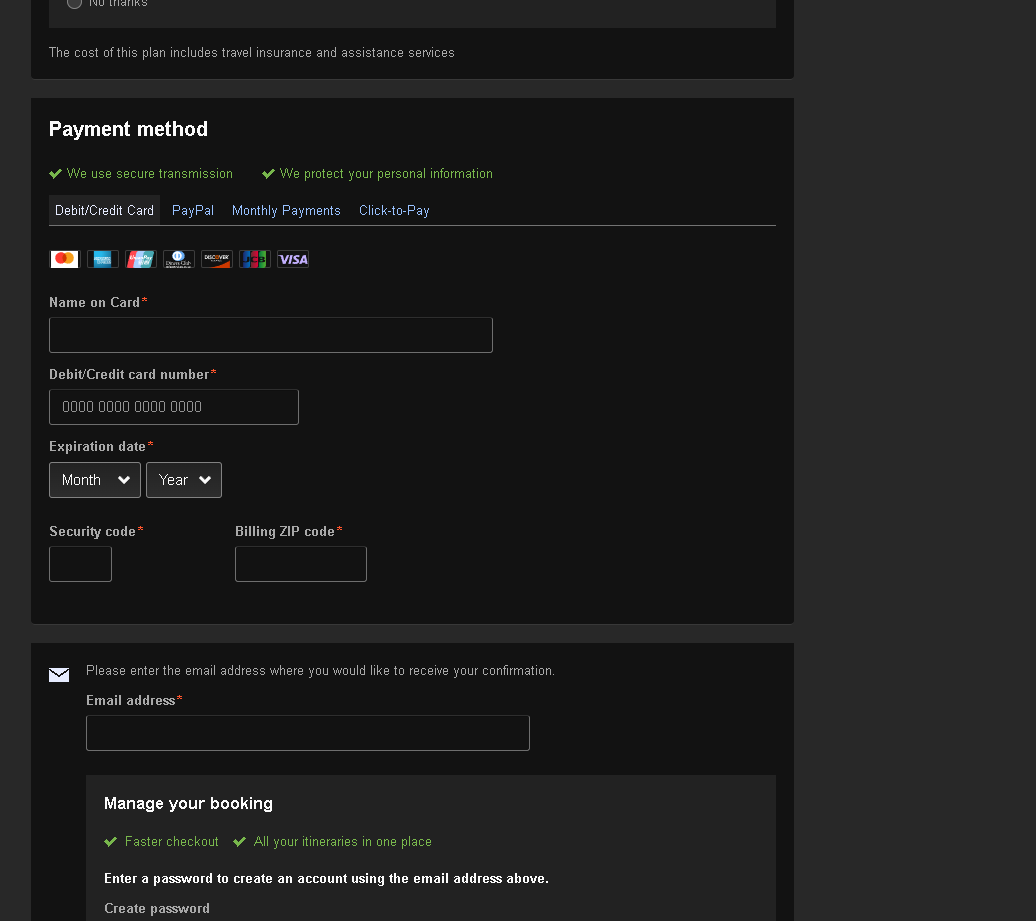 No thanks
The cost of this plan includes travel insurance and assistance services
Payment method
We use secure transmission We protect your personal information
Debit/Credit Card PayPal Monthly Payments Click-to-Pay
DISCOVER JCB VISA
Name on Card*
Debit/Credit card number*
0000 0000 0000 0000
Expiration date*
Month Year
Security code* Billing ZIP code*
Please enter the email address where you would like to receive your confirmation.
Email address*
Manage your booking
Faster checkout All your itineraries in one place
Enter a password to create an account using the email address above.
Create password